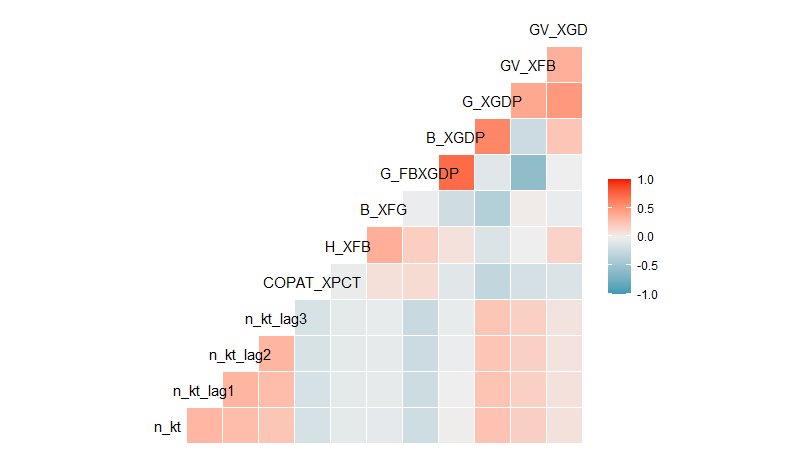 GV_XGD
GV_XFB
G_XGDP
B_XGDP
G_FBXGDP
B_XFG
H_XFB
COPAT_XPCT
n_kt_lag3
n_kt_lag2
n_kt_lag1
n_kt
1.0
0.5
0.0
-0.5
-1.0